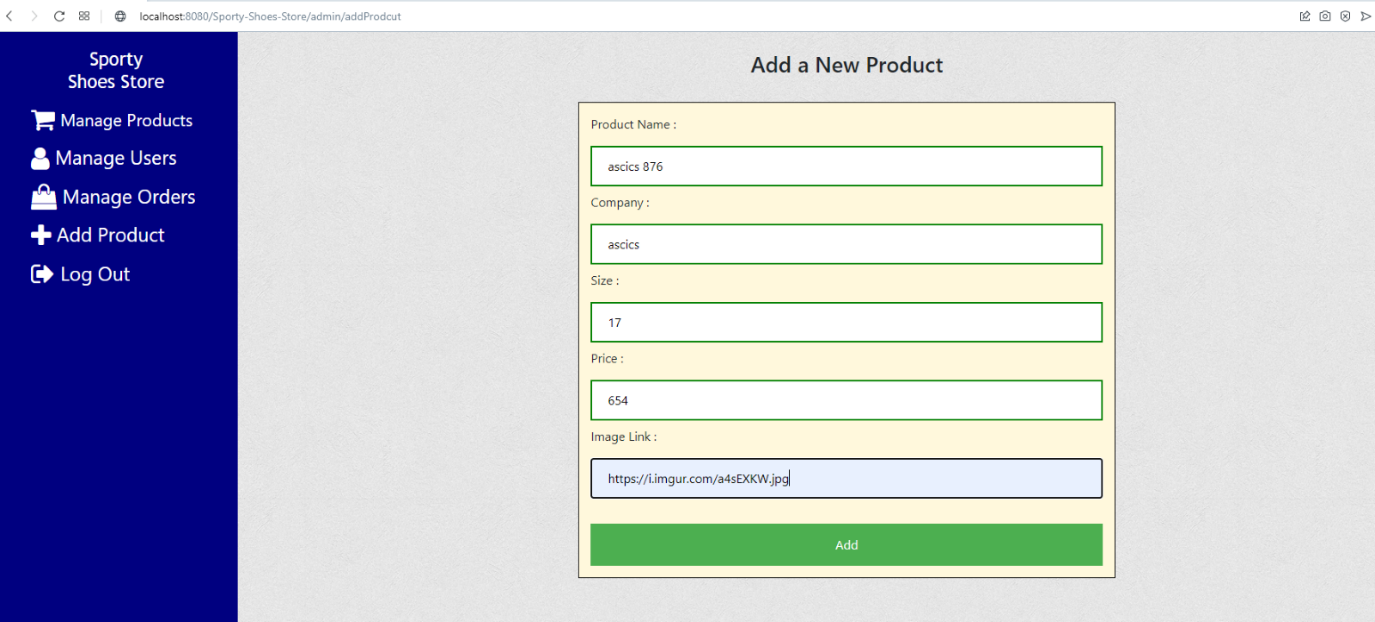 localhost:8080/Sporty-Shoes-Store/admin/addProdcut
Sporty
Shoes Store
Manage Products
Manage Users
Manage Orders
Add Product
Log Out
Add a New Product
Product Name :
ascics 876
Company :
ascics
Size :
17
Price :
654
Image Link :
https://i.imgur.com/a4sEXKW.jpg
Add